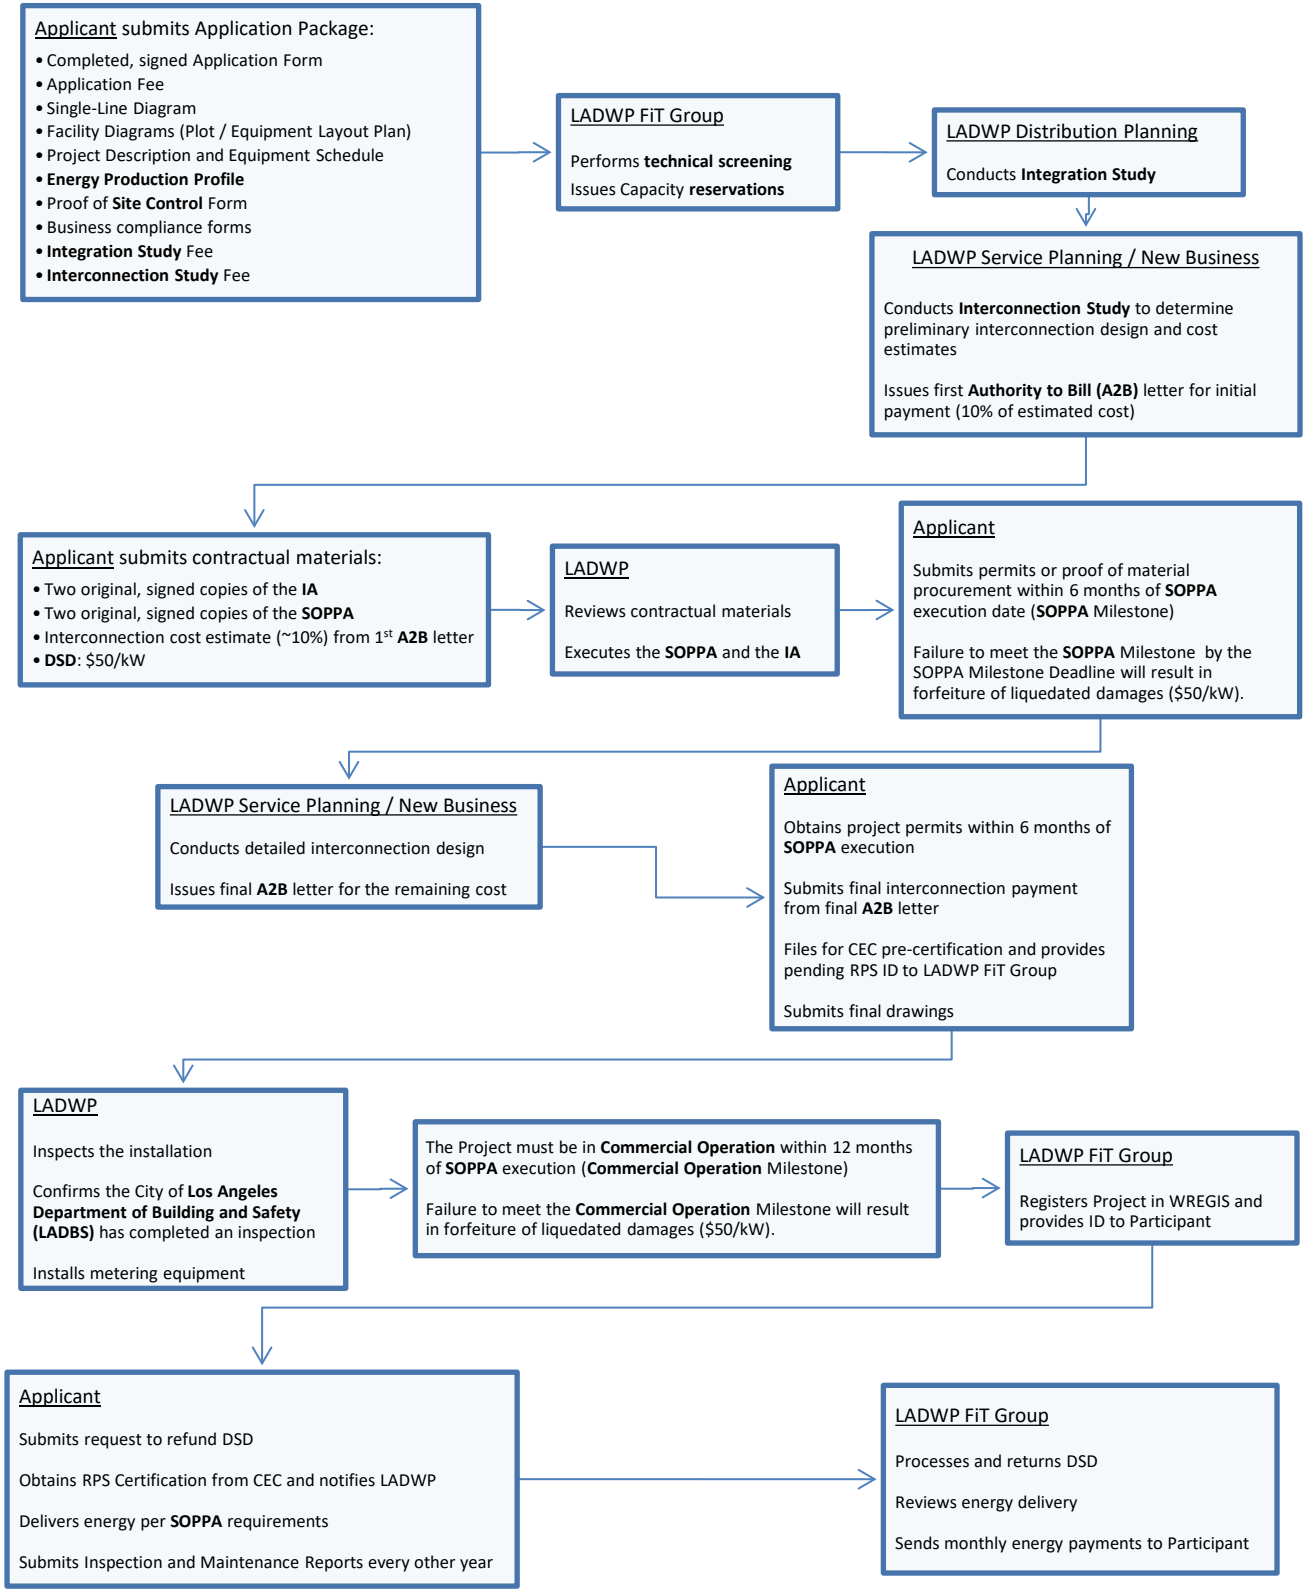 Applicant submits Application Package:
• Completed, signed Application Form
• Application Fee
• Single-Line Diagram
• Facility Diagrams (Plot / Equipment Layout Plan)
• Project Description and Equipment Schedule
• Energy Production Profile
• Proof of Site Control Form
• Business compliance forms
• Integration Study Fee
• Interconnection Study Fee
LADWP FiT Group
Performs technical screening
Issues Capacity reservations
LADWP Distribution Planning
Conducts Integration Study
LADWP Service Planning / New Business
Conducts Interconnection Study to determine
preliminary interconnection design and cost
estimates
Issues first Authority to Bill (A2B) letter for initial
payment (10% of estimated cost)
Applicant submits contractual materials:
• Two original, signed copies of the IA
• Two original, signed copies of the SOPPA
• Interconnection cost estimate (~10%) from 1st A2B letter
• DSD: $50/kW
LADWP
Reviews contractual materials
Executes the SOPPA and the IA
Applicant
Submits permits or proof of material
procurement within 6 months of SOPPA
execution date (SOPPA Milestone)
Failure to meet the SOPPA Milestone by the
SOPPA Milestone Deadline will result in
forfeiture of liquedated damages ($50/kW).
LADWP Service Planning / New Business
Conducts detailed interconnection design
Issues final A2B letter for the remaining cost
Applicant
Obtains project permits within 6 months of
SOPPA execution
Submits final interconnection payment
from final A2B letter
Files for CEC pre-certification and provides
pending RPS ID to LADWP FiT Group
Submits final drawings
LADWP
Inspects the installation
Confirms the City of Los Angeles
Department of Building and Safety
(LADBS) has completed an inspection
Installs metering equipment
The Project must be in Commercial Operation within 12 months
of SOPPA execution (Commercial Operation Milestone)
Failure to meet the Commercial Operation Milestone will result
in forfeiture of liquedated damages ($50/kW).
LADWP FiT Group
Registers Project in WREGIS and
provides ID to Participant
Applicant
Submits request to refund DSD
Obtains RPS Certification from CEC and notifies LADWP
Delivers energy per SOPPA requirements
Submits Inspection and Maintenance Reports every other year
LADWP FiT Group
Processes and returns DSD
Reviews energy delivery
Sends monthly energy payments to Participant